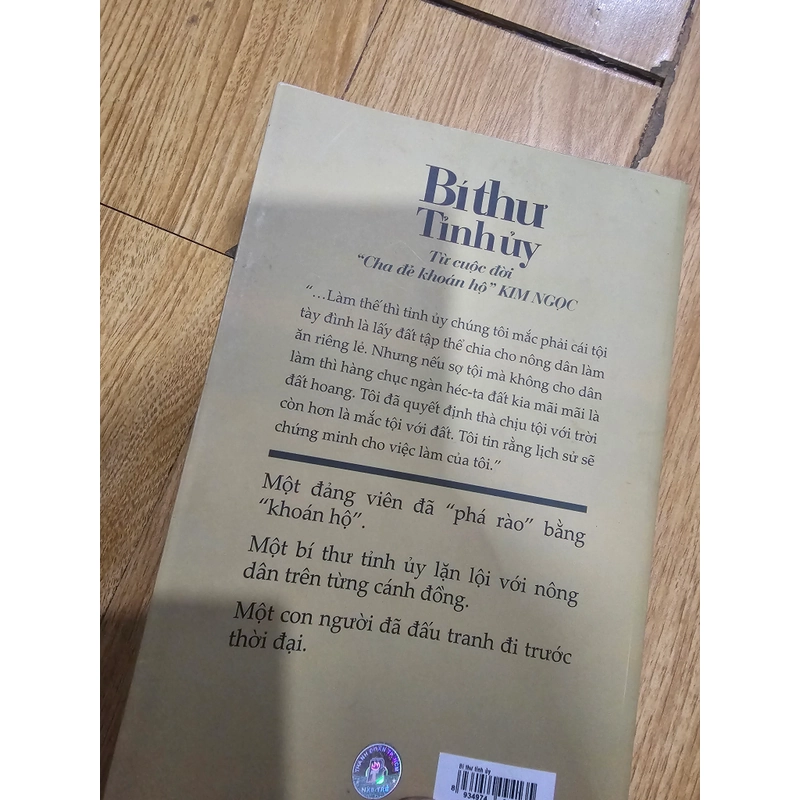 Bí thư
Tỉnh ủy
Từ cuộc đời
“Cha đẻ khoán hộ” KIM NGỌC
“...Làm thế thì tỉnh ủy chúng tôi mắc phải cái tội
tày đình là lấy đất tập thể chia cho nông dân làm
ăn riêng lẻ. Nhưng nếu sợ tội mà không cho dân
làm thì hàng chục ngàn héc-ta đất kia mãi mãi là
đất hoang. Tôi đã quyết định thà chịu tội với trời
còn hơn là mắc tội với đất. Tôi tin rằng lịch sử sẽ
chứng minh cho việc làm của tôi.”
Một đảng viên đã “phá rào” bằng
“khoán hộ”.
Một bí thư tỉnh ủy lặn lội với nông
dân trên từng cánh đồng.
Một con người đã đấu tranh đi trước
thời đại.
Bí thư tỉnh ủy
8 934974
NXB TRẺ